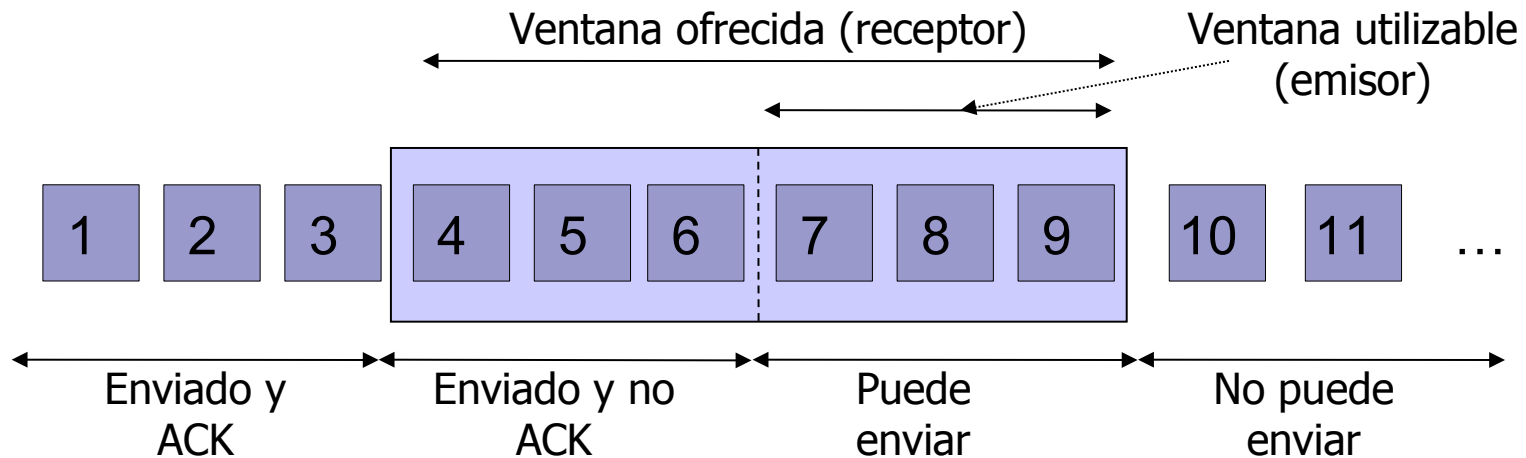 Ventana ofrecida (receptor)
Ventana utilizable
(emisor)
1 2 3 4 5 6 7 8 9 10 11 ...
Enviado y
ACK
Enviado y no
ACK
Puede
enviar
No puede
enviar